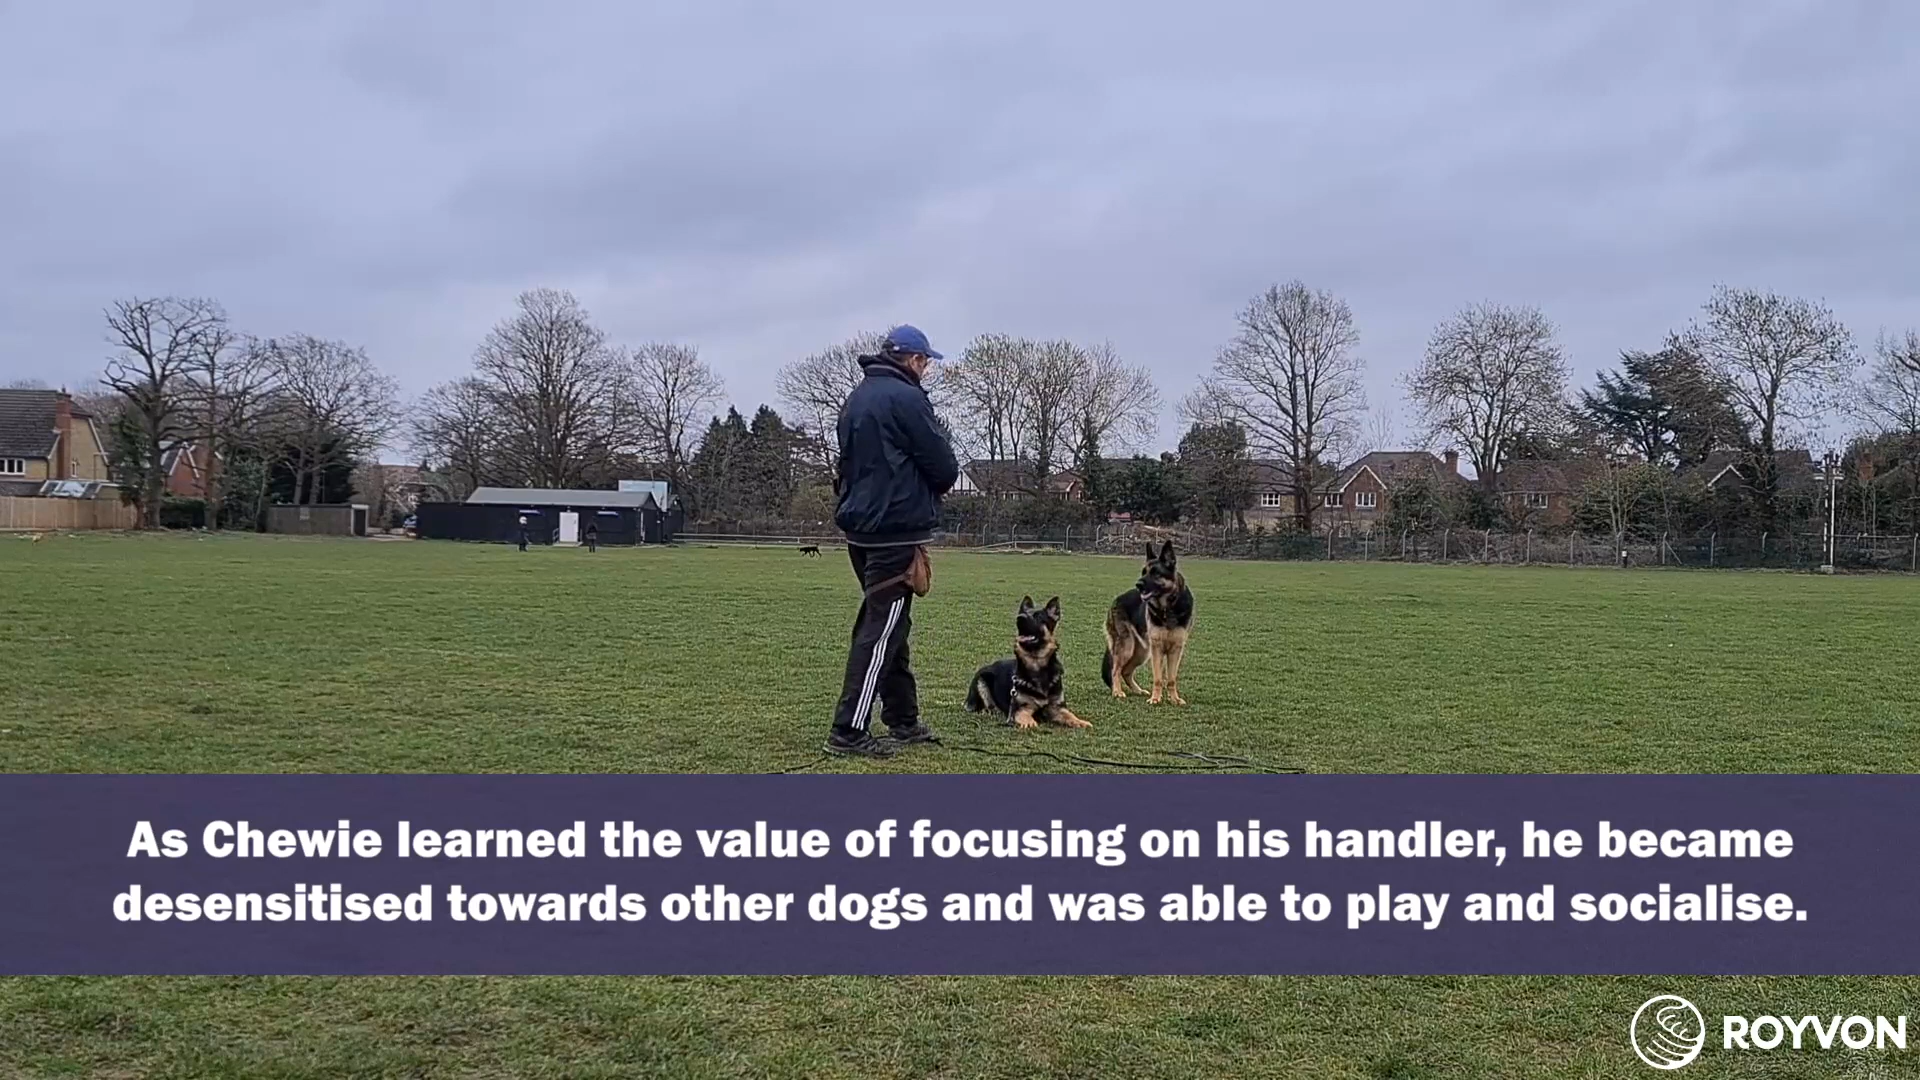 As Chewie learned the value of focusing on his handler, he became
desensitised towards other dogs and was able to play and socialise.
ROYVON